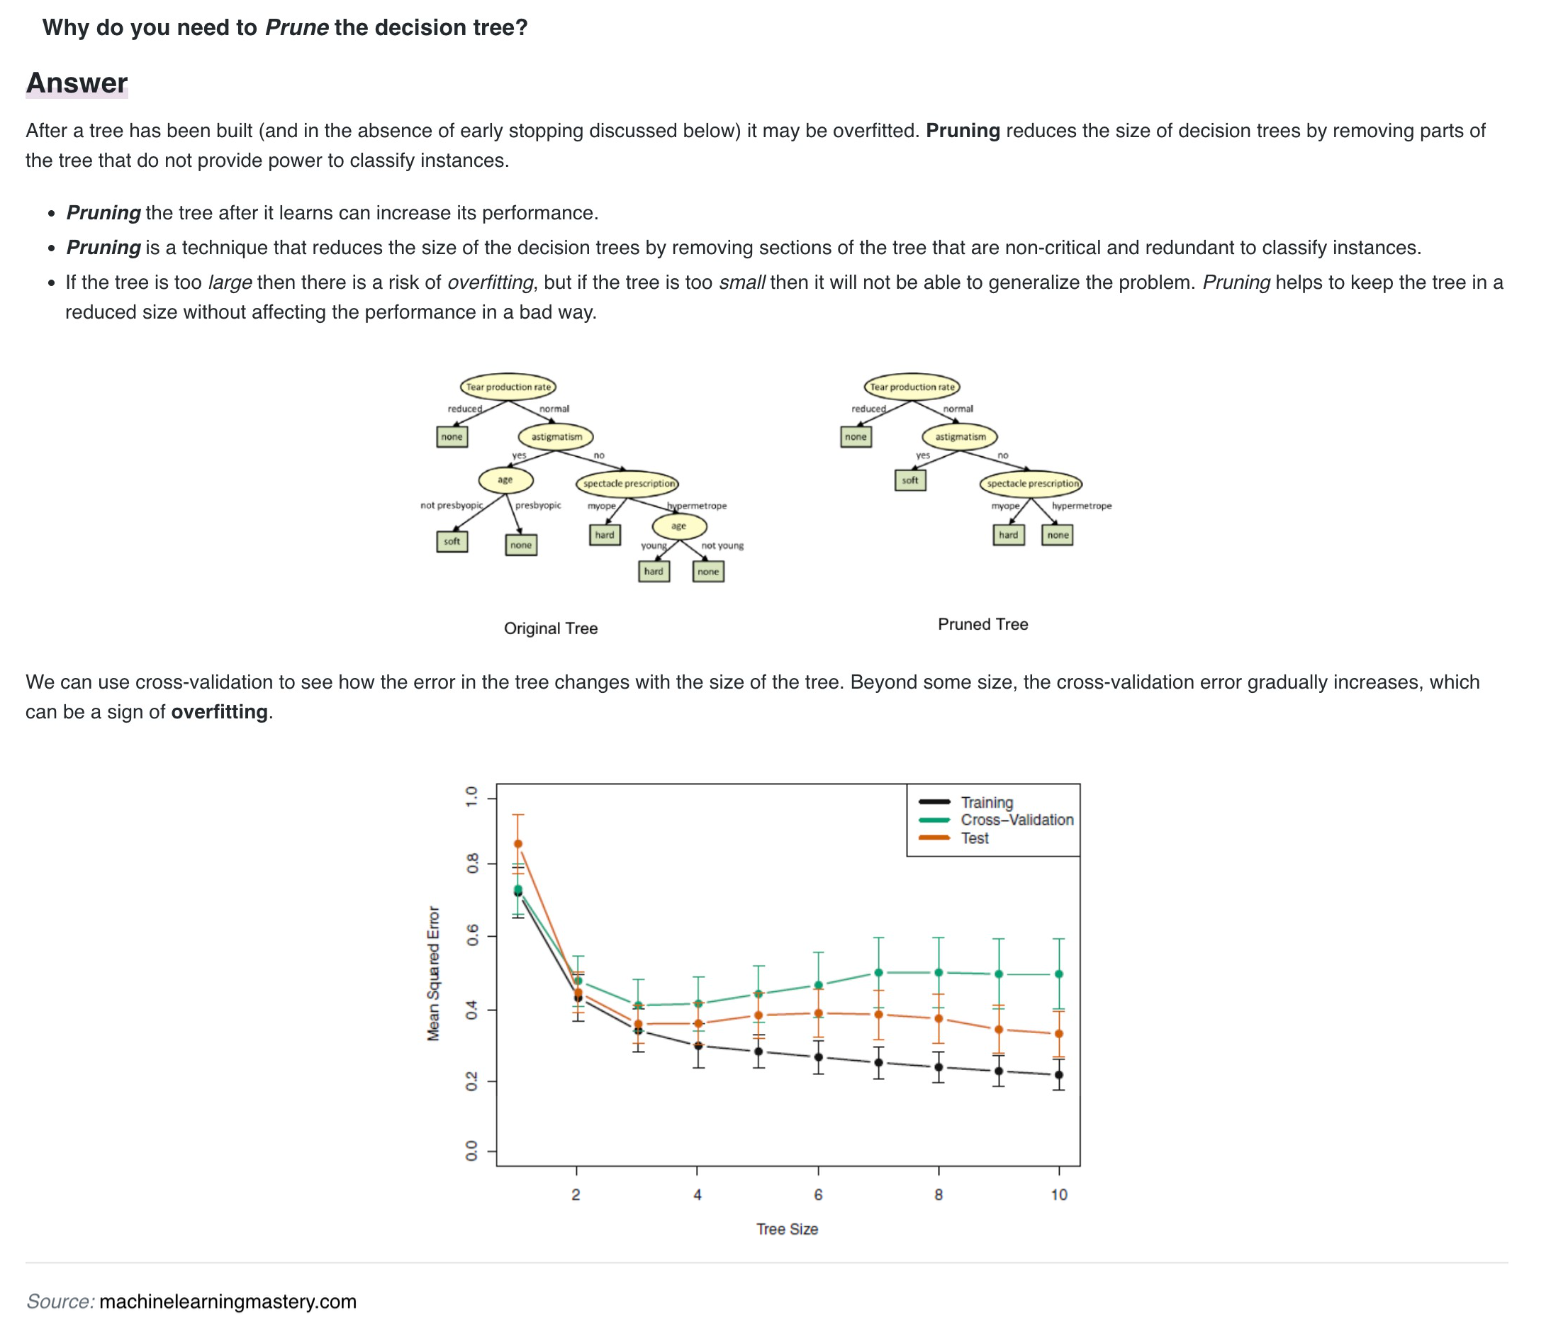 Why do you need to Prune the decision tree?
Answer
After a tree has been built (and in the absence of early stopping discussed below) it may be overfitted. Pruning reduces the size of decision trees by removing parts of
the tree that do not provide power to classify instances.
• Pruning the tree after it learns can increase its performance.
• Pruning is a technique that reduces the size of the decision trees by removing sections of the tree that are non-critical and redundant to classify instances.
• If the tree is too large then there is a risk of overfitting, but if the tree is too small then it will not be able to generalize the problem. Pruning helps to keep the tree in a
reduced size without affecting the performance in a bad way.
Tear production rate
reduced normal
none
astigmatism
yes no
age
spectacle prescription
not presbyopic presbyopic
myope hypermetrope
soft
none
hard
age
young not young
hard
none
Original Tree
Tear production rate
reduced normal
none
astigmatism
yes no
soft
spectacle prescription
myope hypermetrope
hard
none
Pruned Tree
We can use cross-validation to see how the error in the tree changes with the size of the tree. Beyond some size, the cross-validation error gradually increases, which
can be a sign of overfitting.
Training
Cross−Validation
Test
Mean Squared Error
1.0
0.8
0.6
0.4
0.2
0.0
2 4 6 8 10
Tree Size
Source: machinelearningmastery.com